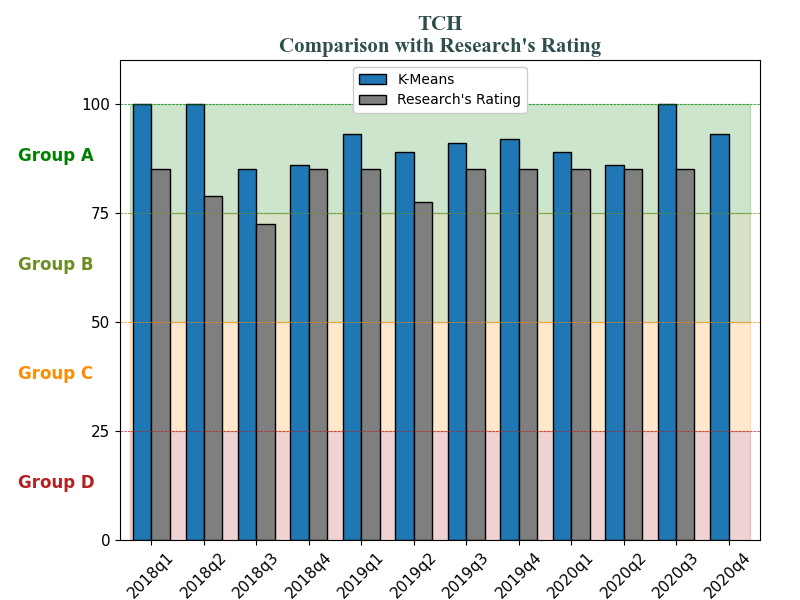 TCH
Comparison with Research's Rating
K-Means
Research's Rating
100
75
50
25
0
Group A
Group B
Group C
Group D
2018q1
2018q2
2018q3
2018q4
2019q1
2019q2
2019q3
2019q4
2020q1
2020q2
2020q3
2020q4